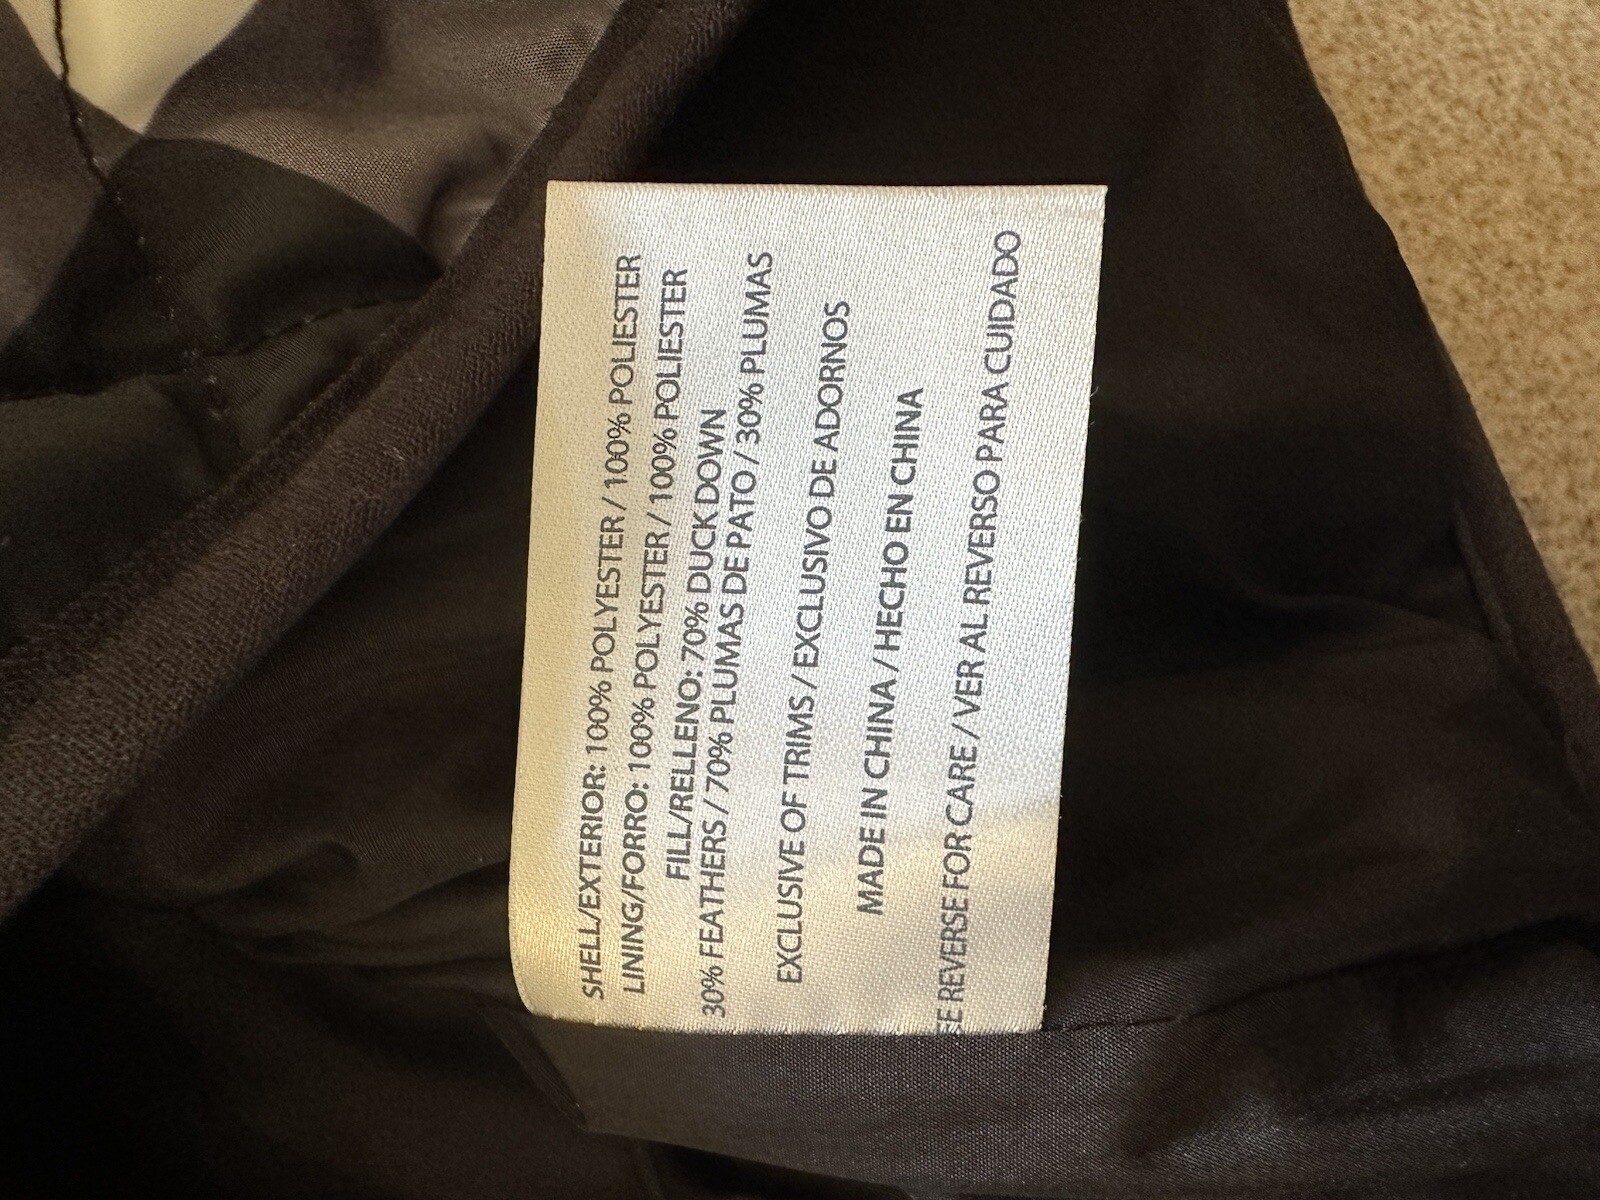 SHELL/EXTERIOR: 100% POLYESTER / 100% POLIESTER
LINING/FORRO: 100% POLYESTER / 100% POLIESTER
FILL/RELLENO: 70% DUCK DOWN
30% FEATHERS / 70% PLUMAS DE PATO / 30% PLUMAS
EXCLUSIVE OF TRIMS / EXCLUSIVO DE ADORNOS
MADE IN CHINA / HECHO EN CHINA
REVERSE FOR CARE / VER AL REVERSO PARA CUIDADO